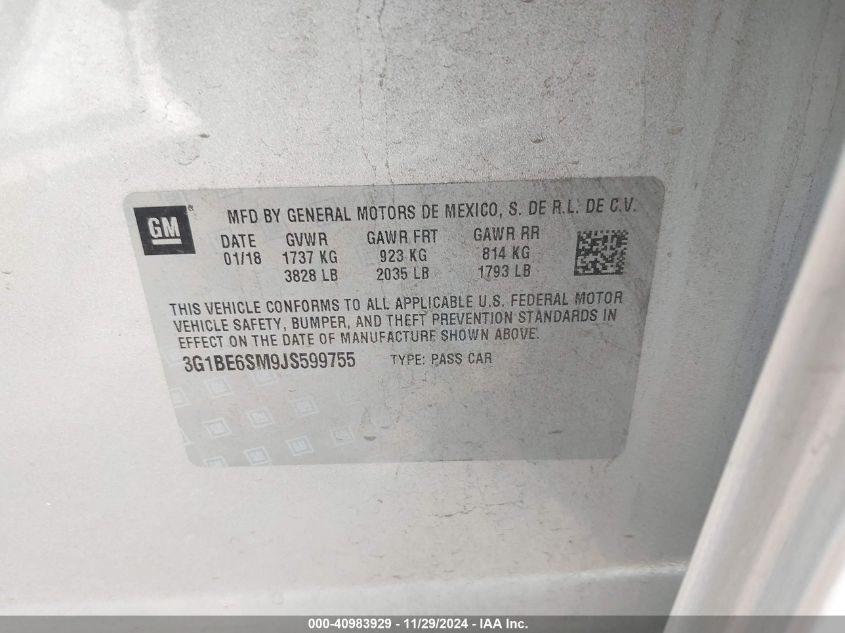 GM ® MFD BY GENERAL MOTORS DE MEXICO, S. DE R.L. DE C.V.
DATE GVWR GAWR FRT GAWR RR
01/18 1737 KG 923 KG 814 KG
3828 LB 2035 LB 1793 LB
THIS VEHICLE CONFORMS TO ALL APPLICABLE U.S. FEDERAL MOTOR
VEHICLE SAFETY, BUMPER, AND THEFT PREVENTION STANDARDS IN
EFFECT ON THE DATE OF MANUFACTURE SHOWN ABOVE.
3G1BE6SM9JS599755 TYPE: PASS CAR
000-40983929 - 11/29/2024 - IAA Inc.